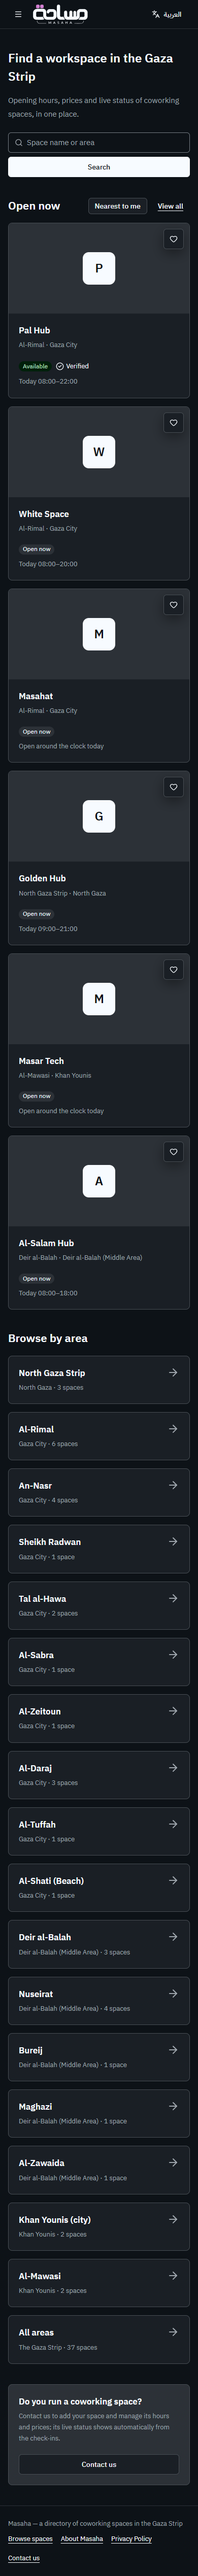 مساحة
MASAHA
العربية
Find a workspace in the Gaza
Strip
Opening hours, prices and live status of coworking
spaces, in one place.
Space name or area
Search
Open now
Nearest to me
View all
P
Pal Hub
Al-Rimal · Gaza City
Available
Verified
Today 08:00–22:00
W
White Space
Al-Rimal · Gaza City
Open now
Today 08:00–20:00
M
Masahat
Al-Rimal · Gaza City
Open now
Open around the clock today
G
Golden Hub
North Gaza Strip · North Gaza
Open now
Today 09:00–21:00
M
Masar Tech
Al-Mawasi · Khan Younis
Open now
Open around the clock today
A
Al-Salam Hub
Deir al-Balah · Deir al-Balah (Middle Area)
Open now
Today 08:00–18:00
Browse by area
North Gaza Strip
North Gaza · 3 spaces
Al-Rimal
Gaza City · 6 spaces
An-Nasr
Gaza City · 4 spaces
Sheikh Radwan
Gaza City · 1 space
Tal al-Hawa
Gaza City · 2 spaces
Al-Sabra
Gaza City · 1 space
Al-Zeitoun
Gaza City · 1 space
Al-Daraj
Gaza City · 3 spaces
Al-Tuffah
Gaza City · 1 space
Al-Shati (Beach)
Gaza City · 1 space
Deir al-Balah
Deir al-Balah (Middle Area) · 3 spaces
Nuseirat
Deir al-Balah (Middle Area) · 4 spaces
Bureij
Deir al-Balah (Middle Area) · 1 space
Maghazi
Deir al-Balah (Middle Area) · 1 space
Al-Zawaida
Deir al-Balah (Middle Area) · 1 space
Khan Younis (city)
Khan Younis · 2 spaces
Al-Mawasi
Khan Younis · 2 spaces
All areas
The Gaza Strip · 37 spaces
Do you run a coworking space?
Contact us to add your space and manage its hours
and prices; its live status shows automatically from
the check-ins.
Contact us
Masaha — a directory of coworking spaces in the Gaza Strip
Browse spaces
About Masaha
Privacy Policy
Contact us